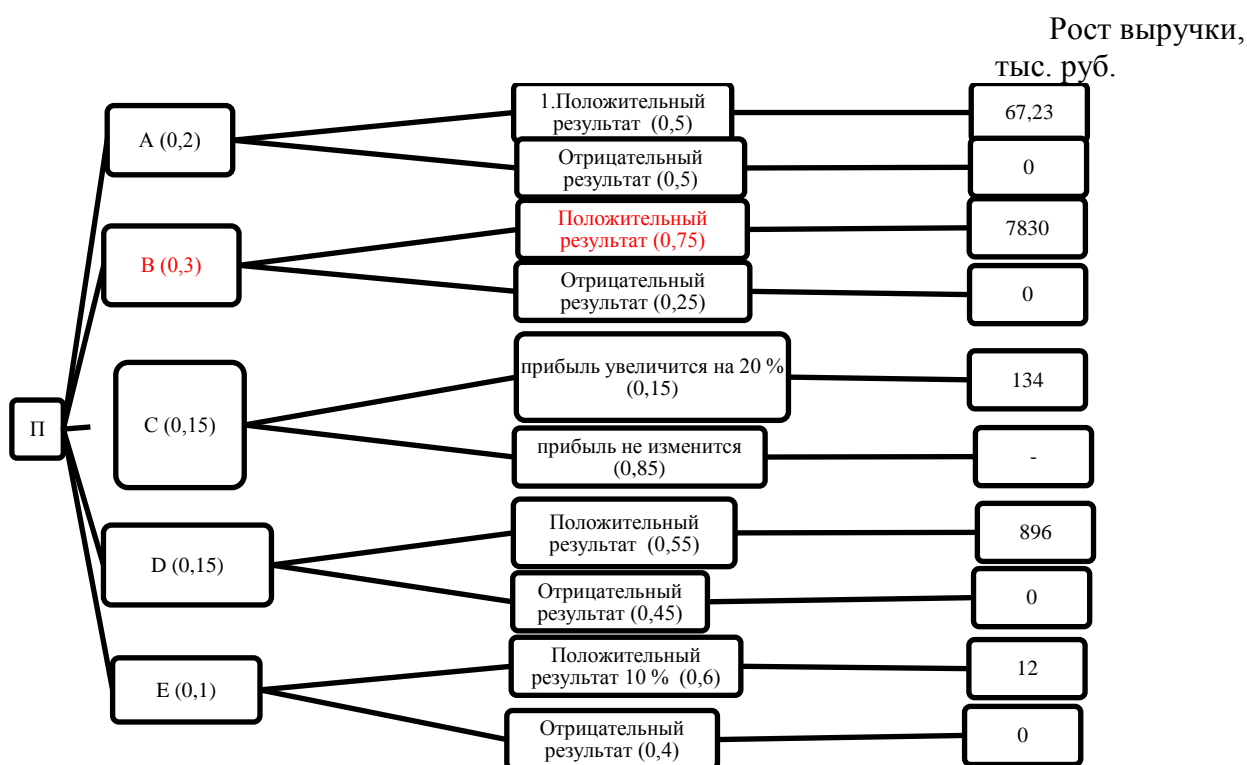 Рост выручки,
тыс. руб.
1.Положительный
результат (0,5)
67,23
А (0,2)
Отрицательный
результат (0,5)
0
Положительный
результат (0,75)
7830
В (0,3)
Отрицательный
результат (0,25)
0
прибыль увеличится на 20 %
(0,15)
134
П
С (0,15)
прибыль не изменится
(0,85)
-
Положительный
результат (0,55)
896
D (0,15)
Отрицательный
результат (0,45)
0
Положительный
результат 10 % (0,6)
12
Е (0,1)
Отрицательный
результат (0,4)
0